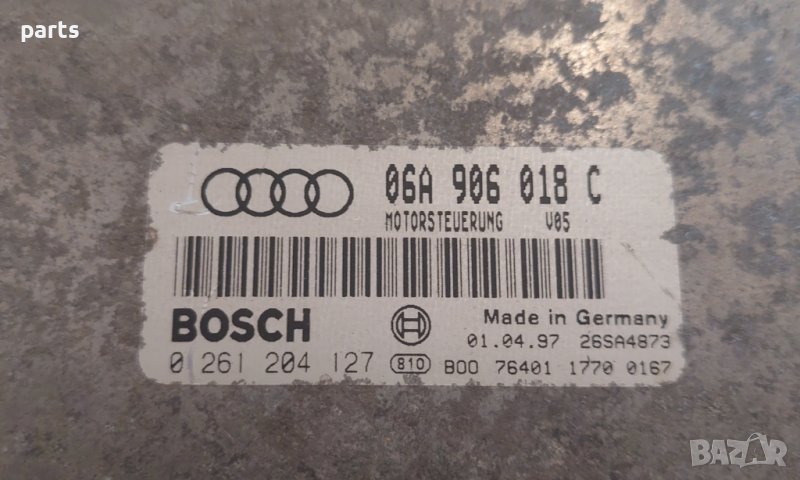 parts
06A 906 018 C
MOTORSTEUERUNG V05
BOSCH
Made in Germany
01.04.97 26SA4873
0 261 204 127 810 B00 76401 1770 0167
BAZAR